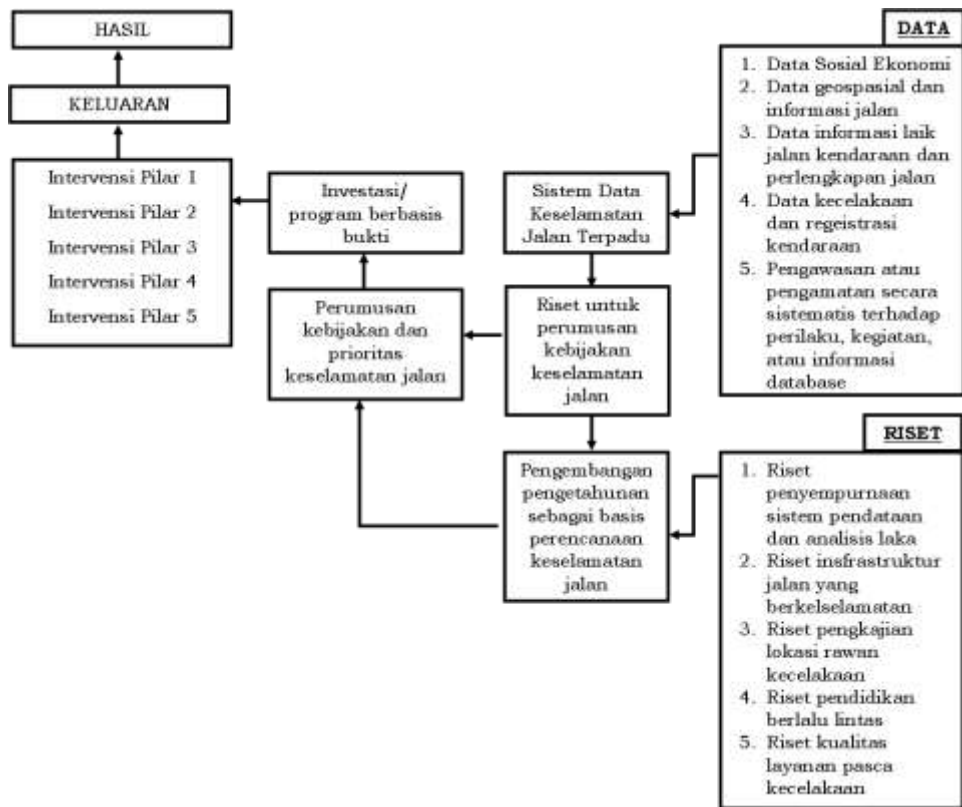 HASIL
KELUARAN
Intervensi Pilar 1
Intervensi Pilar 2
Intervensi Pilar 3
Intervensi Pilar 4
Intervensi Pilar 5
Investasi/
program berbasis
bukti
Perumusan
kebijakan dan
prioritas
keselamatan jalan
Sistem Data
Keselamatan
Jalan Terpadu
Riset untuk
perumusan
kebijakan
keselamatan
jalan
Pengembangan
pengetahunan
sebagai basis
perencanaan
keselamatan
jalan
DATA
1. Data Sosial Ekonomi
2. Data geospasial dan
informasi jalan
3. Data informasi laik
jalan kendaraan dan
perlengkapan jalan
4. Data kecelakaan
dan regeistrasi
kendaraan
5. Pengawasan atau
pengamatan secara
sistematis terhadap
perilaku, kegiatan,
atau informasi
database
RISET
1. Riset
penyempurnaan
sistem pendataan
dan analisis laka
2. Riset insfrastruktur
jalan yang
berkelselamatan
3. Riset pengkajian
lokasi rawan
kecelakaan
4. Riset pendidikan
berlalu lintas
5. Riset kualitas
layanan pasca
kecelakaan